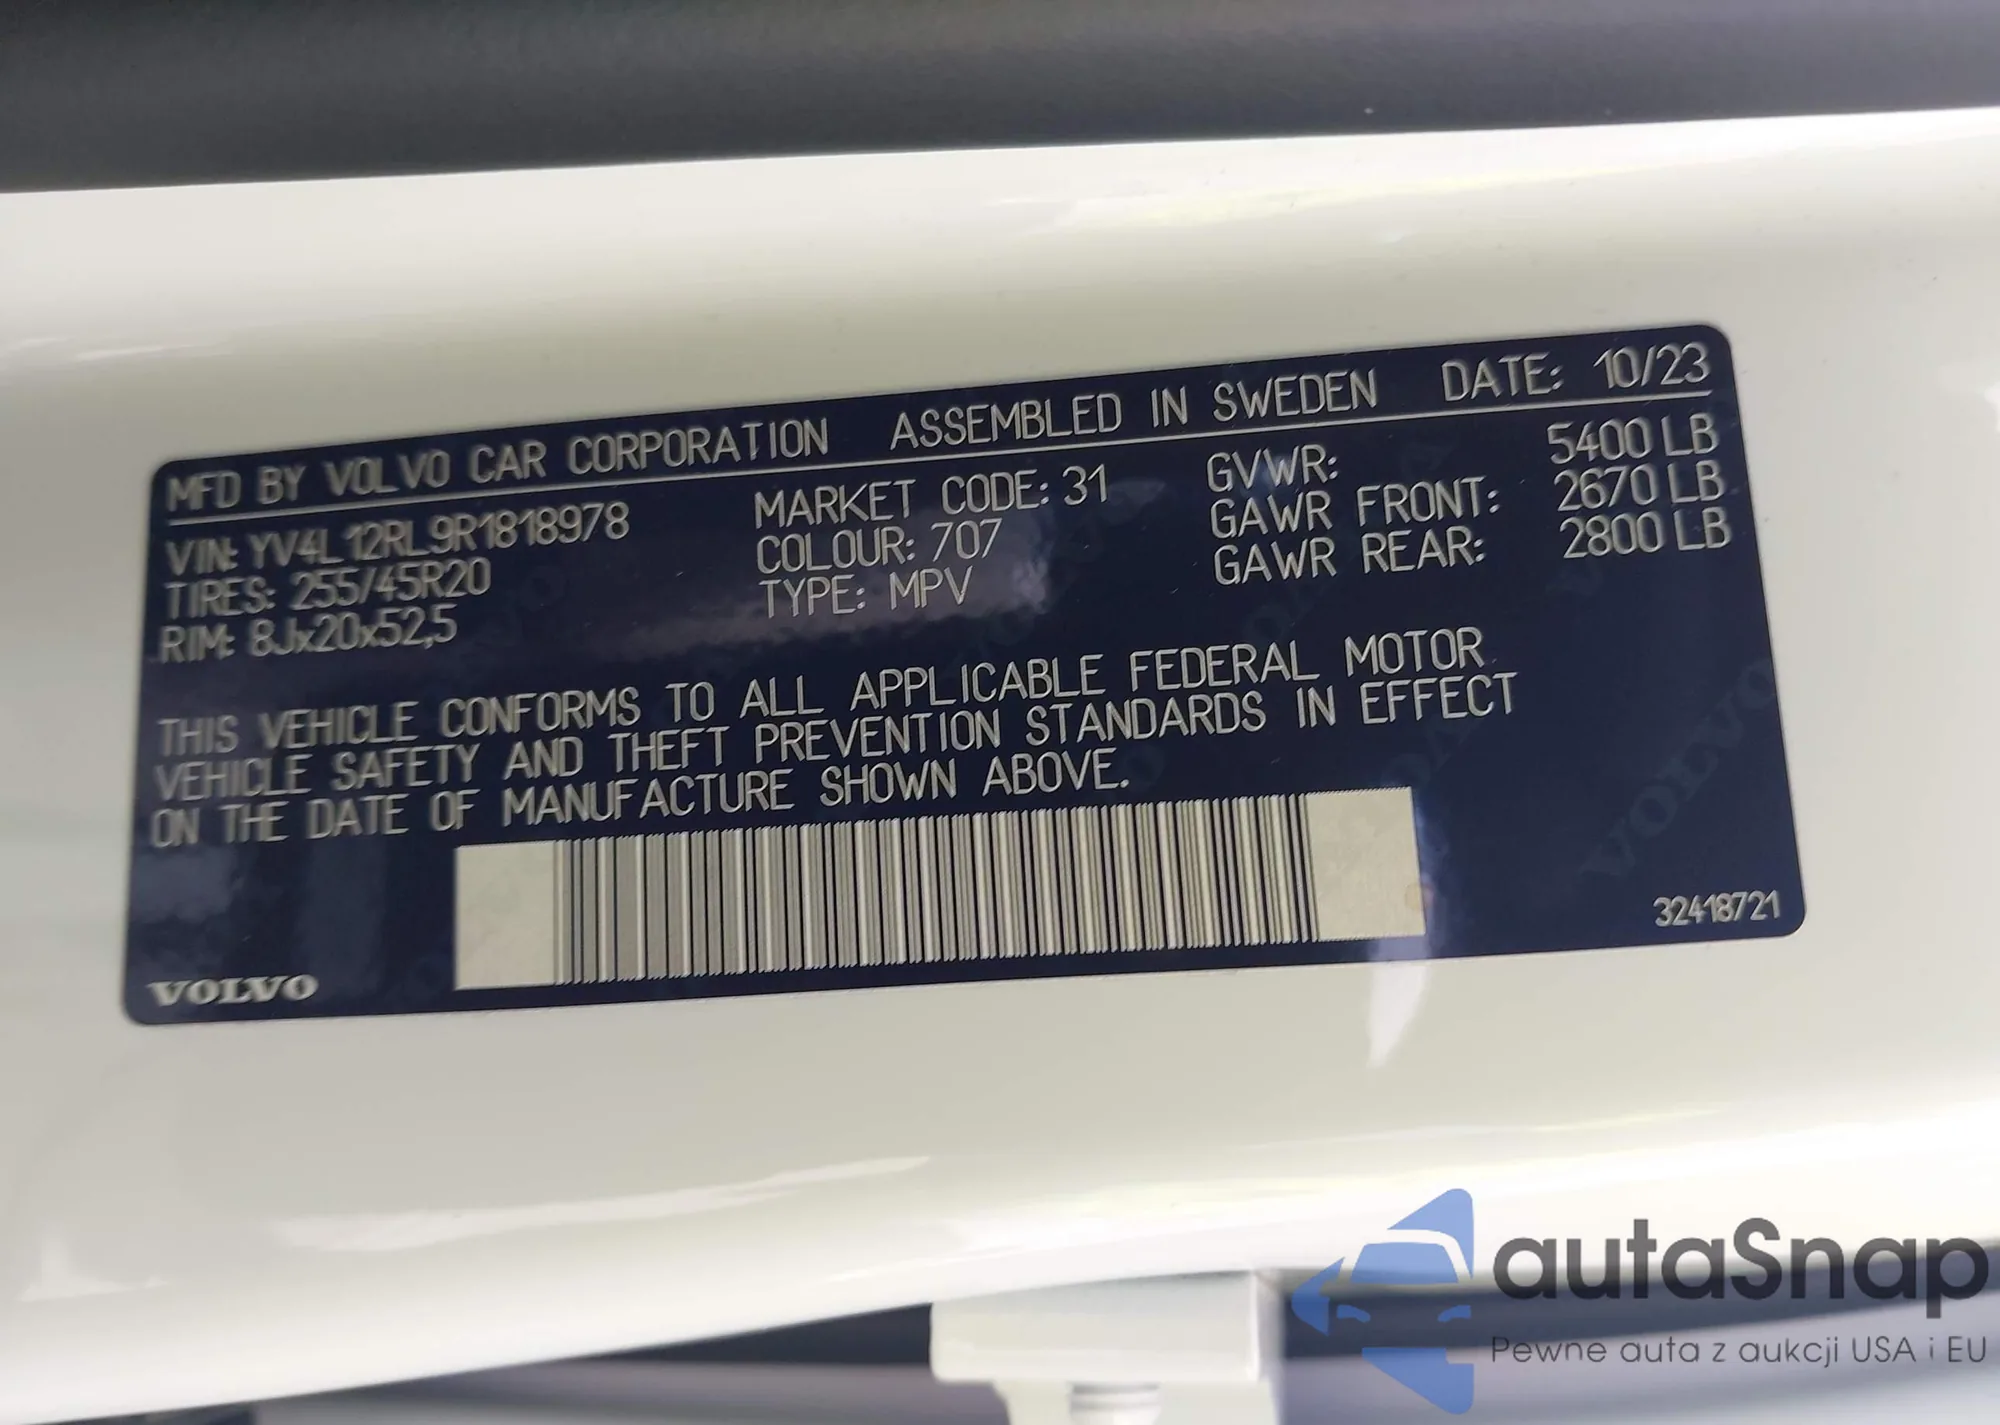 MFD BY VOLVO CAR CORPORATION ASSEMBLED IN SWEDEN DATE: 10/23
VIN: YV4L12RL9R1818978 MARKET CODE: 31 GVWR: 5400 LB
TIRES: 255/45R20 COLOUR: 707 GAWR FRONT: 2670 LB
RIM: 8Jx20x52,5 TYPE: MPV GAWR REAR: 2800 LB
THIS VEHICLE CONFORMS TO ALL APPLICABLE FEDERAL MOTOR
VEHICLE SAFETY AND THEFT PREVENTION STANDARDS IN EFFECT
ON THE DATE OF MANUFACTURE SHOWN ABOVE.
32418721
VOLVO
autaSnap
Pewne auta z aukcji USA i EU